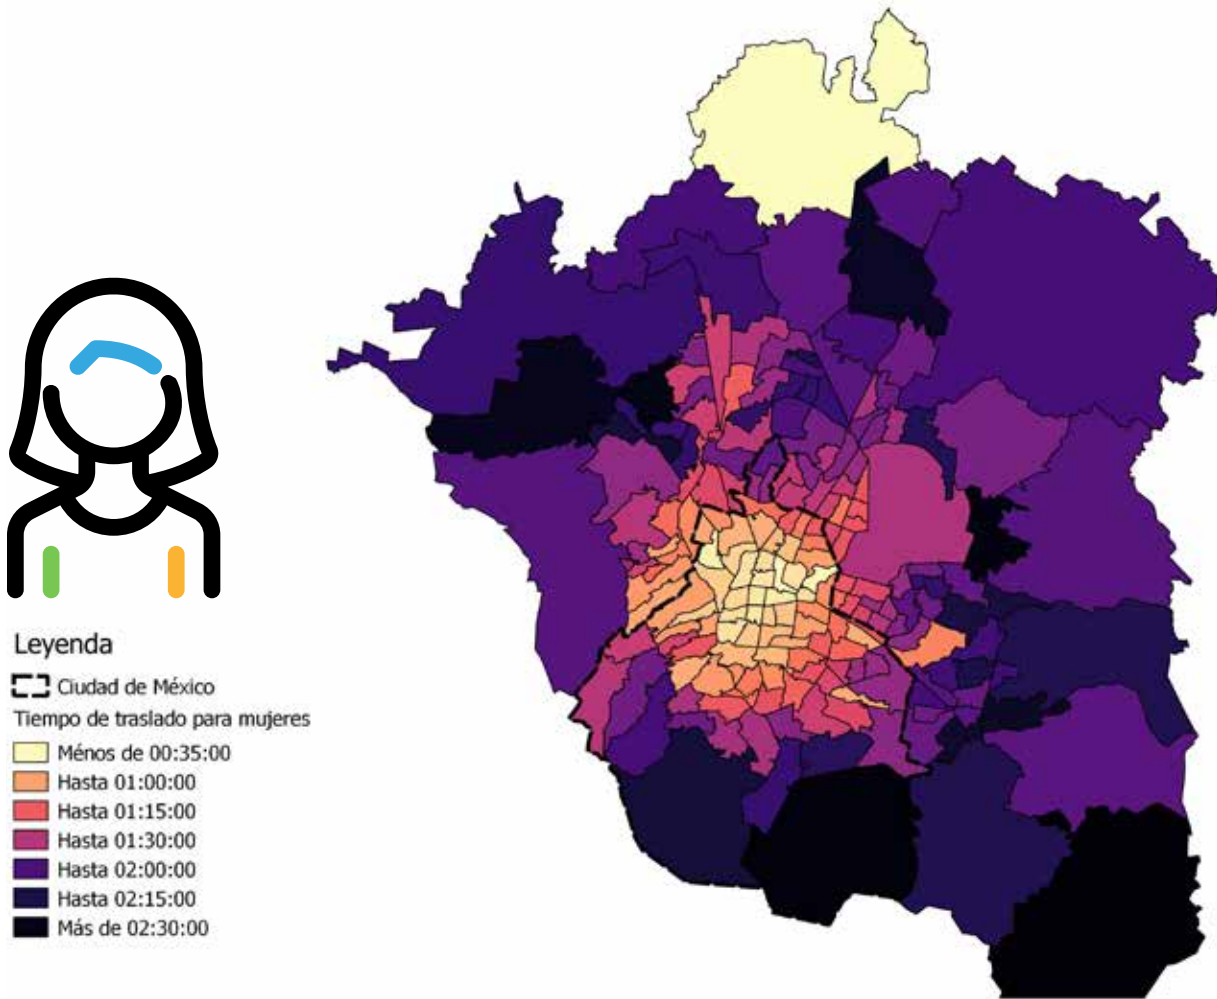 Leyenda
Ciudad de México
Tiempo de traslado para mujeres
Ménos de 00:35:00
Hasta 01:00:00
Hasta 01:15:00
Hasta 01:30:00
Hasta 02:00:00
Hasta 02:15:00
Más de 02:30:00